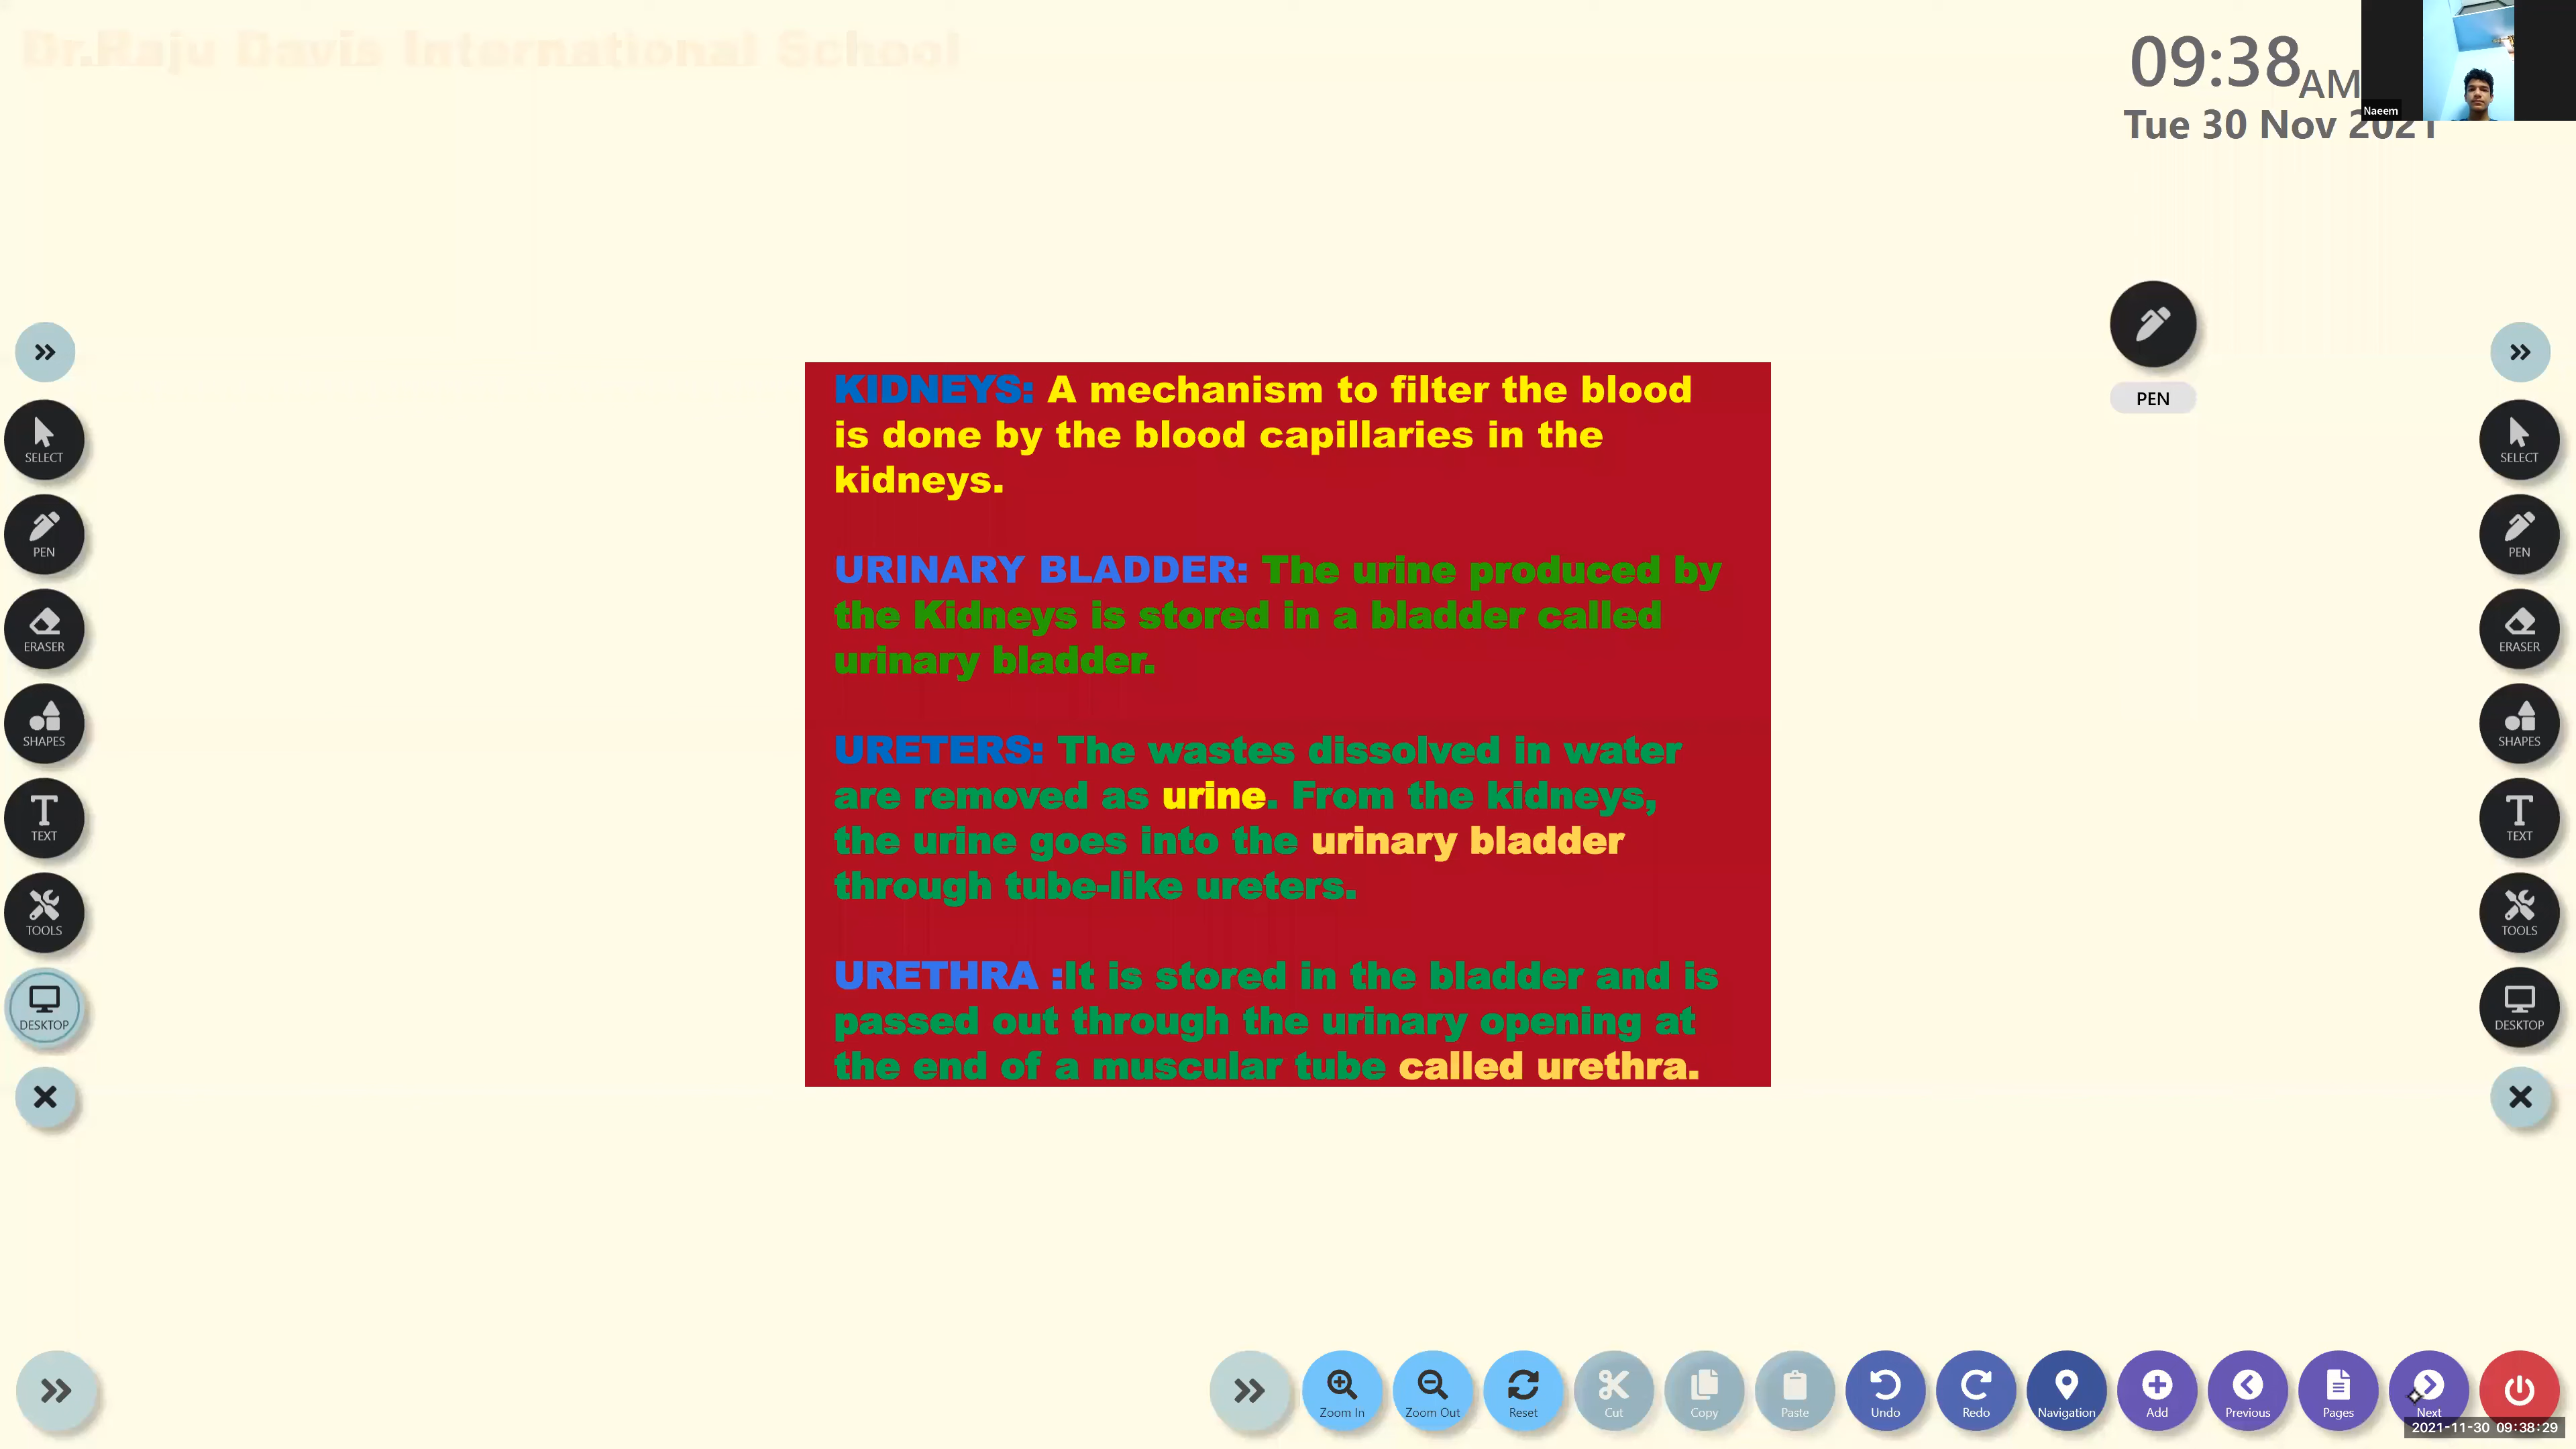 Dr.Raju Davis International School
09:38 AM
Tue 30 Nov 2021
Naeem
PEN
KIDNEYS: A mechanism to filter the blood
is done by the blood capillaries in the
kidneys.
URINARY BLADDER: The urine produced by
the Kidneys is stored in a bladder called
urinary bladder.
URETERS: The wastes dissolved in water
are removed as urine. From the kidneys,
the urine goes into the urinary bladder
through tube-like ureters.
URETHRA :It is stored in the bladder and is
passed out through the urinary opening at
the end of a muscular tube called urethra.
SELECT
PEN
ERASER
SHAPES
TEXT
TOOLS
DESKTOP
SELECT
PEN
ERASER
SHAPES
TEXT
TOOLS
DESKTOP
Zoom In
Zoom Out
Reset
Cut
Copy
Paste
Undo
Redo
Navigation
Add
Previous
Pages
Next
2021-11-30 09:38:29